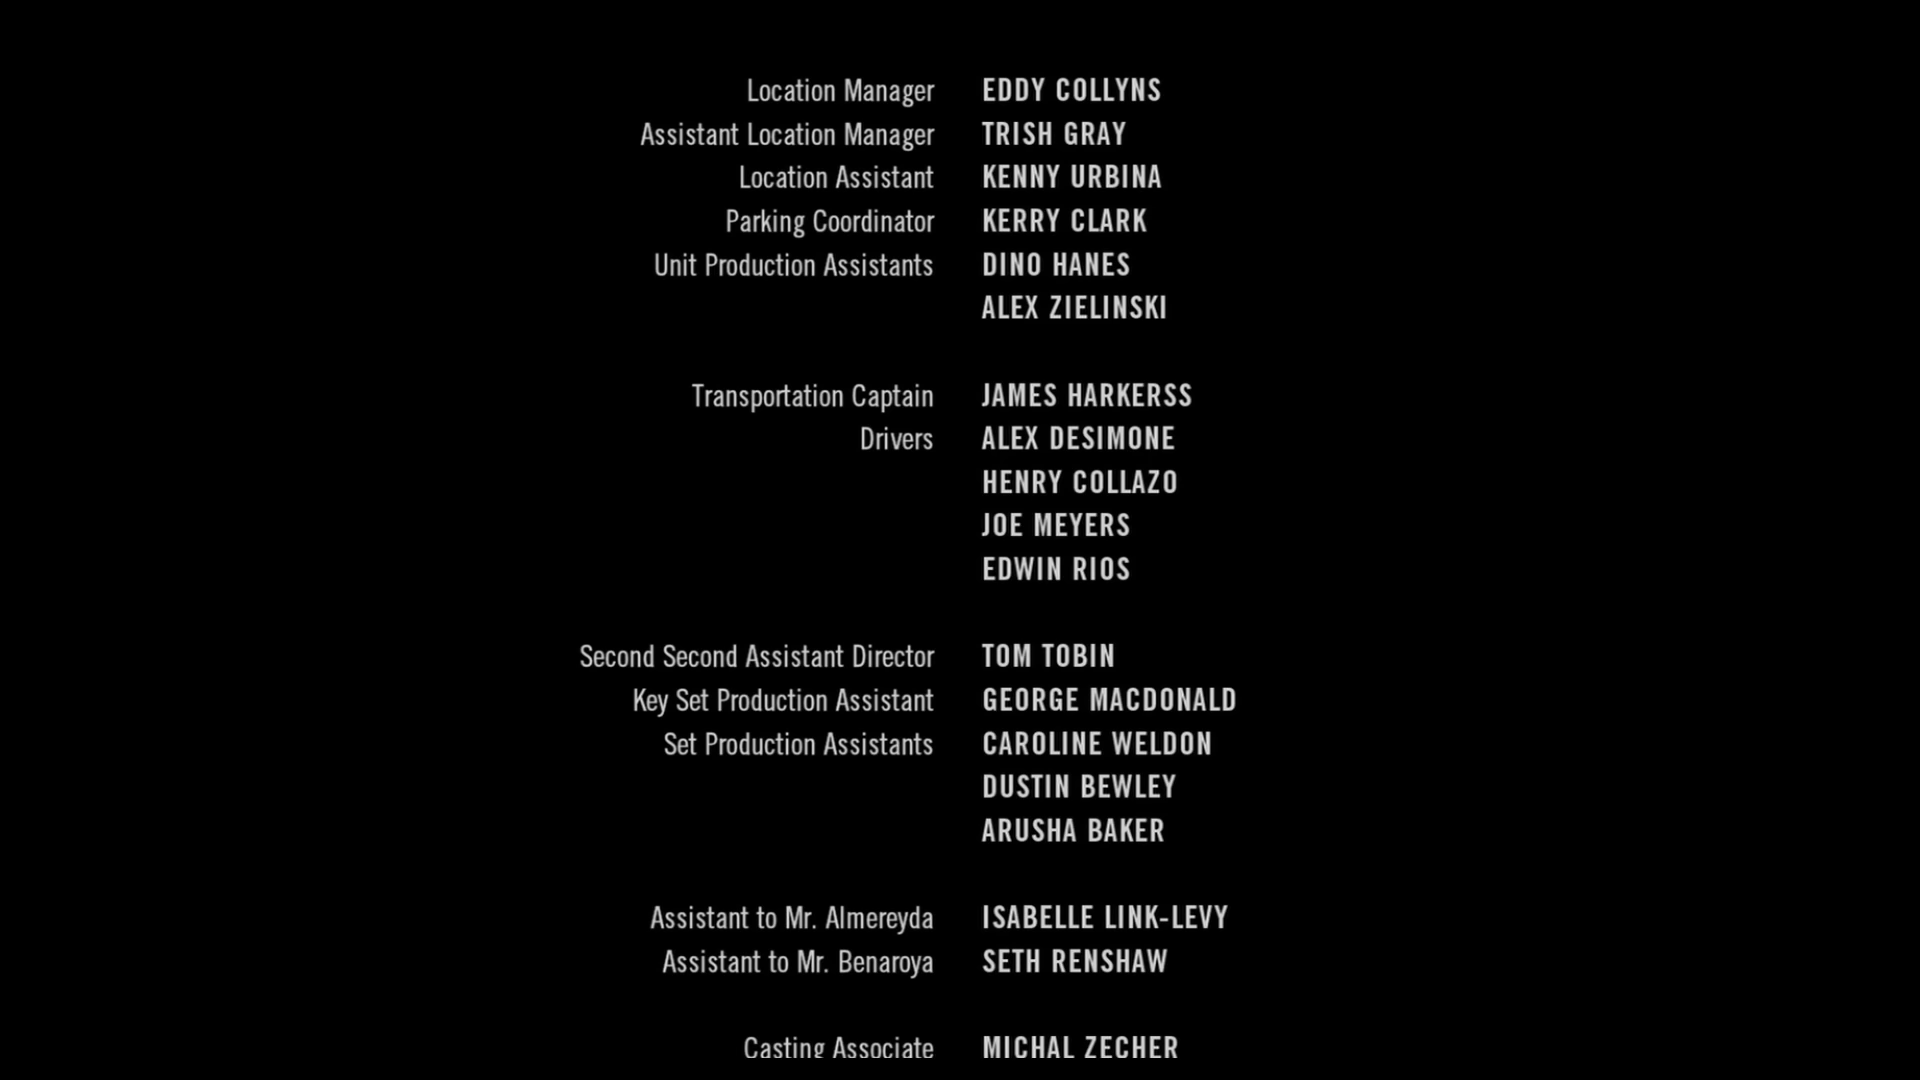 Location Manager EDDY COLLYNS
Assistant Location Manager TRISH GRAY
Location Assistant KENNY URBINA
Parking Coordinator KERRY CLARK
Unit Production Assistants DINO HANES
ALEX ZIELINSKI
Transportation Captain JAMES HARKERSS
Drivers ALEX DESIMONE
HENRY COLLAZO
JOE MEYERS
EDWIN RIOS
Second Second Assistant Director TOM TOBIN
Key Set Production Assistant GEORGE MACDONALD
Set Production Assistants CAROLINE WELDON
DUSTIN BEWLEY
ARUSHA BAKER
Assistant to Mr. Almereyda ISABELLE LINK-LEVY
Assistant to Mr. Benaroya SETH RENSHAW
Casting Associate MICHAL ZECHER